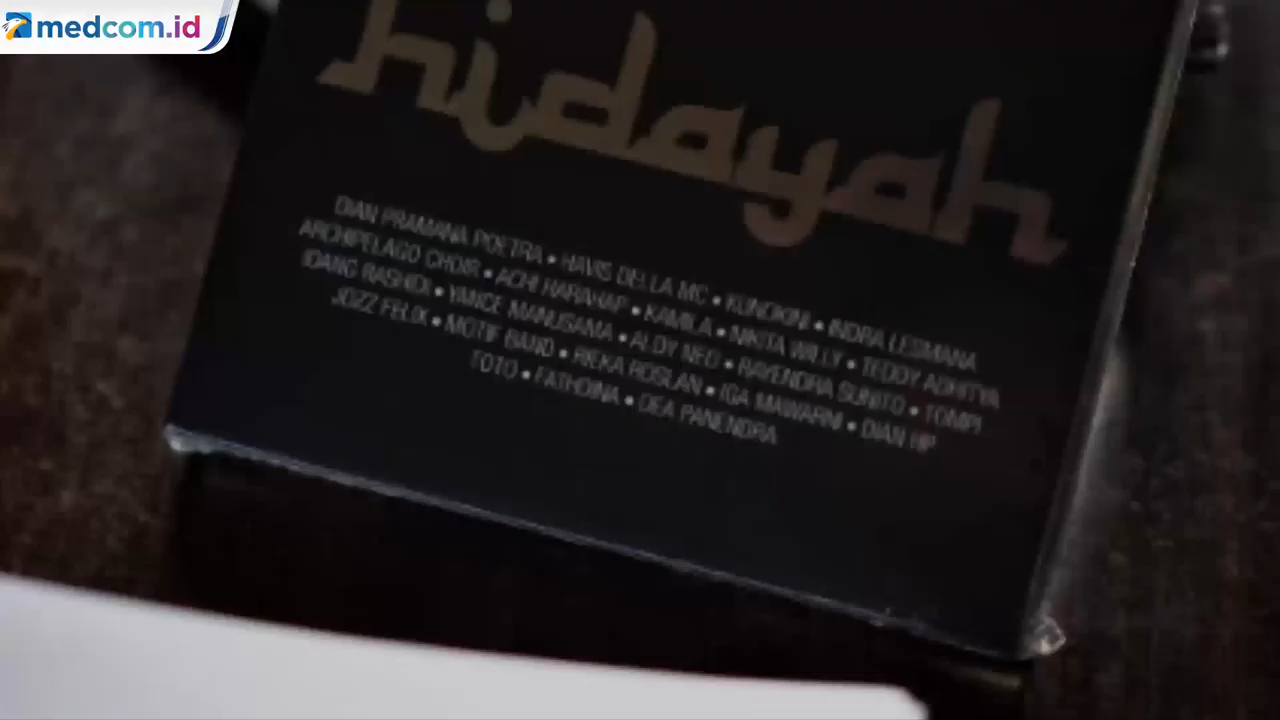 medcom.id
hidayah
DIAN PRAMANA POETRA • HAVIS DELLA MC • KUNOKINI • INDRA LESMANA
ARCHIPELAGO CHOIR • ACHI HARAHAP • KAMILA • NIKITA WILLY • TEDDY ADHITYA
IDANG RASHIDI • YANCE MANUSAMA • ALDY NEO • RAYENDRA SUNITO • TOMPI
JOZZ FELIX • MOTIF BAND • RIEKA ROSLAN • IGA MAWARNI • DIAN HP
TOTO • FATHDINA • DEA PANENDRA